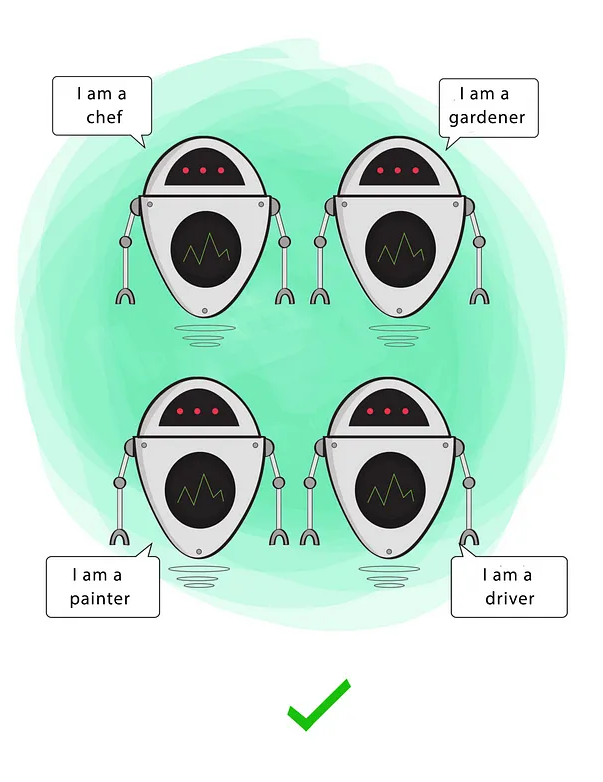 I am a
chef
I am a
gardener
I am a
painter
I am a
driver